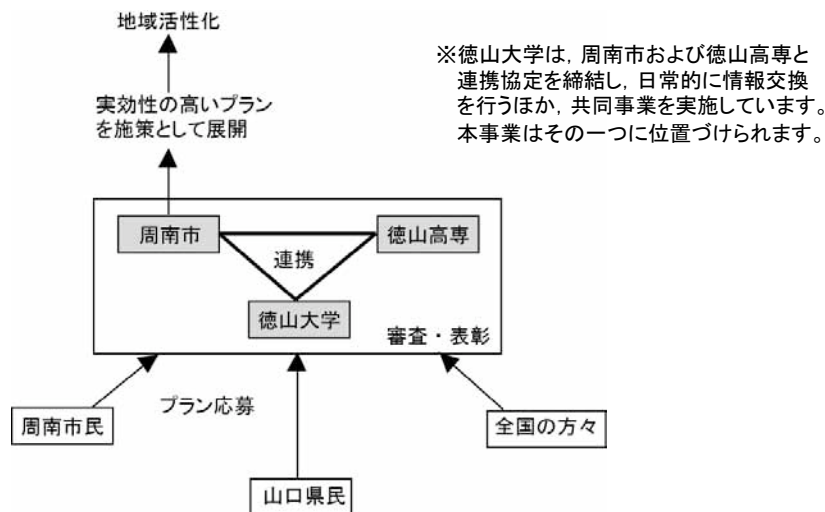 地域活性化
※徳山大学は，周南市および徳山高専と
連携協定を締結し，日常的に情報交換
を行うほか，共同事業を実施しています。
本事業はその一つに位置づけられます。
実効性の高いプラン
を施策として展開
周南市
徳山高専
連携
徳山大学
審査・表彰
プラン応募
周南市民
全国の方々
山口県民